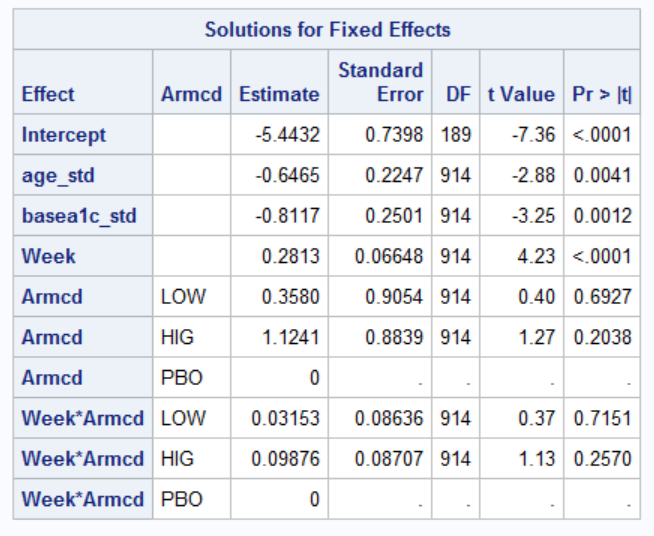 Solutions for Fixed Effects
Effect Armcd Estimate Standard Error DF t Value Pr > |t|
Intercept -5.4432 0.7398 189 -7.36 <.0001
age_std -0.6465 0.2247 914 -2.88 0.0041
basea1c_std -0.8117 0.2501 914 -3.25 0.0012
Week 0.2813 0.06648 914 4.23 <.0001
Armcd LOW 0.3580 0.9054 914 0.40 0.6927
Armcd HIG 1.1241 0.8839 914 1.27 0.2038
Armcd PBO 0 . . . .
Week*Armcd LOW 0.03153 0.08636 914 0.37 0.7151
Week*Armcd HIG 0.09876 0.08707 914 1.13 0.2570
Week*Armcd PBO 0 . . . .